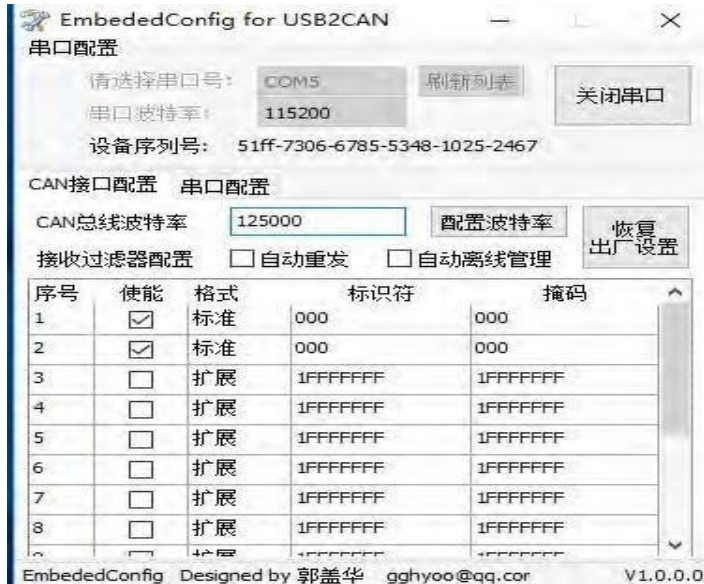 EmbededConfig for USB2CAN
串口配置
请选择串口号: COM5 刷新列表 关闭串口
串口波特率: 115200
设备序列号: 51ff-7306-6785-5348-1025-2467
CAN接口配置 串口配置
CAN总线波特率 125000 配置波特率 恢复出厂设置
接收过滤器配置 自动重发 自动离线管理
序号 使能 格式 标识符 掩码
1 标准 000 000
2 标准 000 000
3 扩展 1FFFFFFF 1FFFFFFF
4 扩展 1FFFFFFF 1FFFFFFF
5 扩展 1FFFFFFF 1FFFFFFF
6 扩展 1FFFFFFF 1FFFFFFF
7 扩展 1FFFFFFF 1FFFFFFF
8 扩展 1FFFFFFF 1FFFFFFF
EmbededConfig Designed by 郭盖华 gghyoo@qq.cor V1.0.0.0